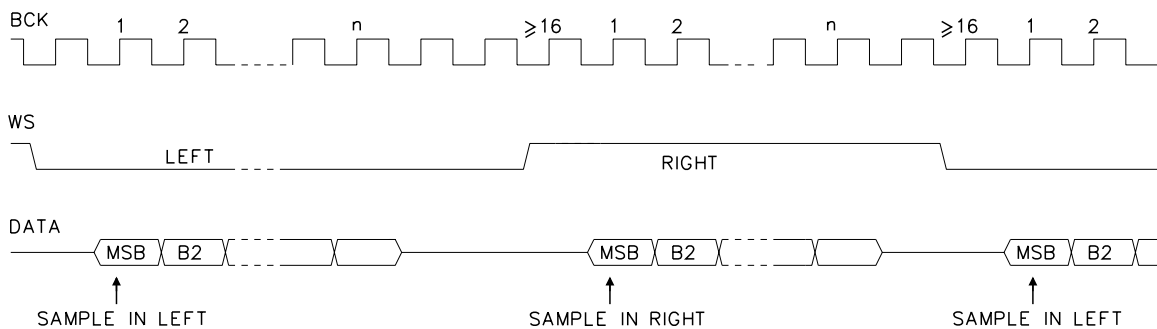 BCK
1 2 n ≥16 1 2 n ≥16 1 2
WS
LEFT RIGHT
DATA
MSB B2 MSB B2 MSB B2
SAMPLE IN LEFT SAMPLE IN RIGHT SAMPLE IN LEFT